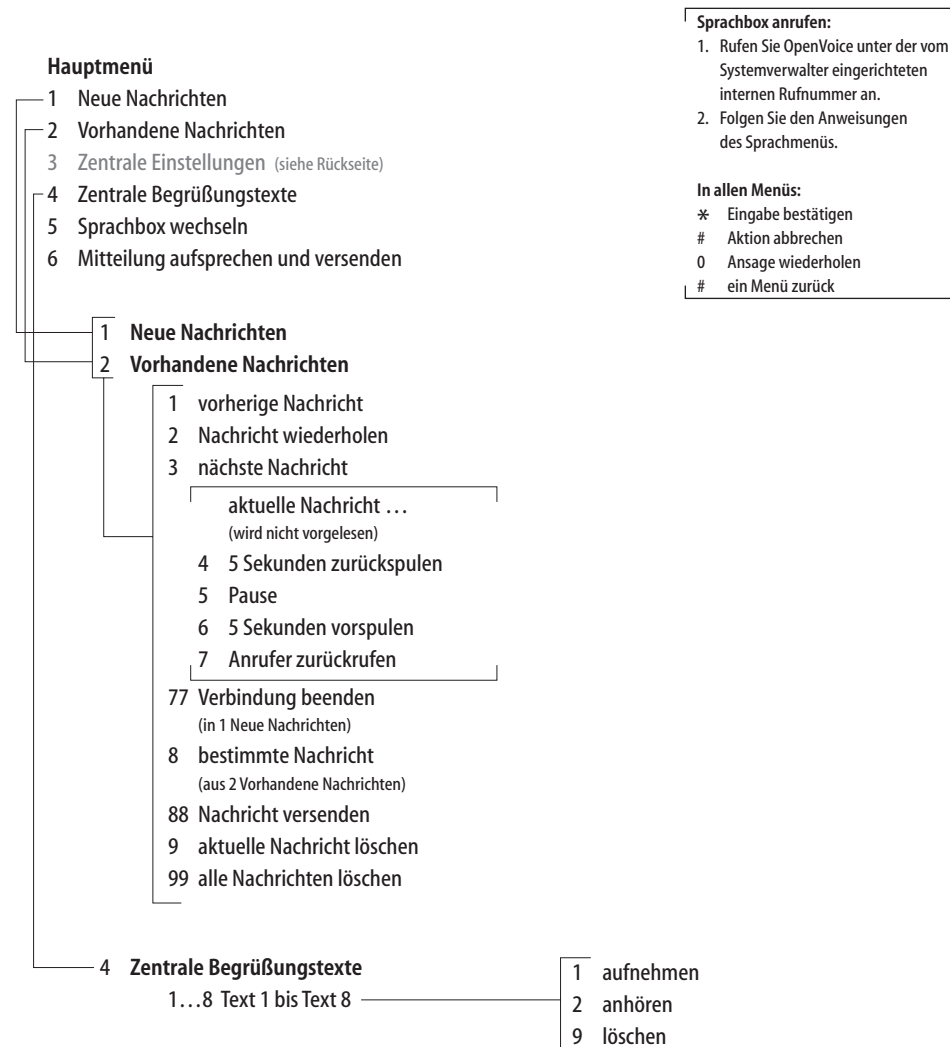 Hauptmenü
1 Neue Nachrichten
2 Vorhandene Nachrichten
3 Zentrale Einstellungen (siehe Rückseite)
4 Zentrale Begrüßungstexte
5 Sprachbox wechseln
6 Mitteilung aufsprechen und versenden
Sprachbox anrufen:
1. Rufen Sie OpenVoice unter der vom
Systemverwalter eingerichteten
internen Rufnummer an.
2. Folgen Sie den Anweisungen
des Sprachmenüs.
In allen Menüs:
* Eingabe bestätigen
# Aktion abbrechen
0 Ansage wiederholen
# ein Menü zurück
1 Neue Nachrichten
2 Vorhandene Nachrichten
1 vorherige Nachricht
2 Nachricht wiederholen
3 nächste Nachricht
aktuelle Nachricht …
(wird nicht vorgelesen)
4 5 Sekunden zurückspulen
5 Pause
6 5 Sekunden vorspulen
7 Anrufer zurückrufen
77 Verbindung beenden
(in 1 Neue Nachrichten)
8 bestimmte Nachricht
(aus 2 Vorhandene Nachrichten)
88 Nachricht versenden
9 aktuelle Nachricht löschen
99 alle Nachrichten löschen
4 Zentrale Begrüßungstexte
1…8 Text 1 bis Text 8
1 aufnehmen
2 anhören
9 löschen